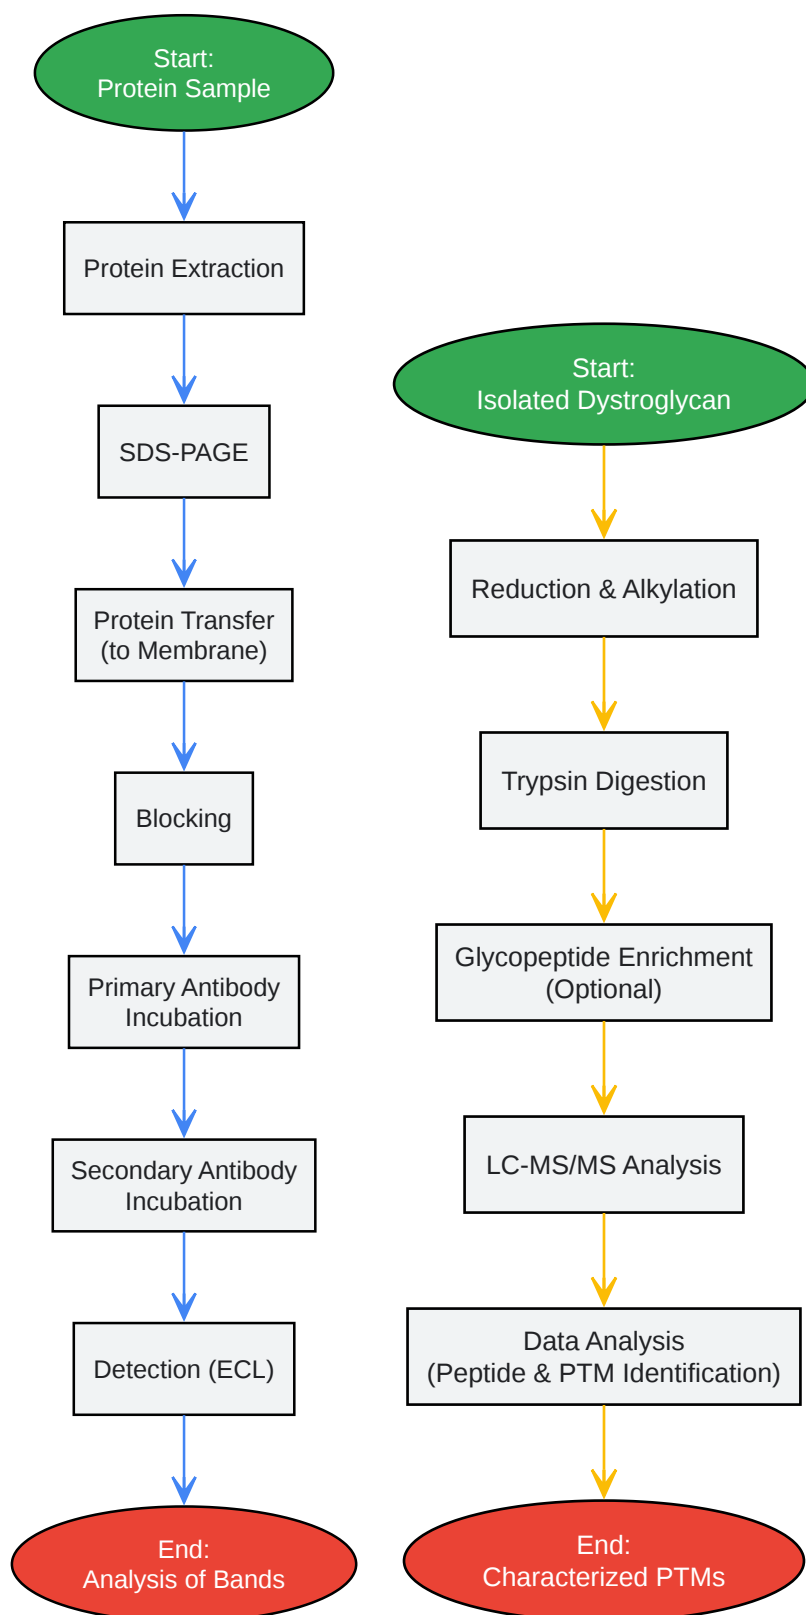 Start:
Protein Sample
Protein Extraction
SDS-PAGE
Protein Transfer
(to Membrane)
Blocking
Primary Antibody
Incubation
Secondary Antibody
Incubation
Detection (ECL)
End:
Analysis of Bands
Start:
Isolated Dystroglycan
Reduction & Alkylation
Trypsin Digestion
Glycopeptide Enrichment
(Optional)
LC-MS/MS Analysis
Data Analysis
(Peptide & PTM Identification)
End:
Characterized PTMs